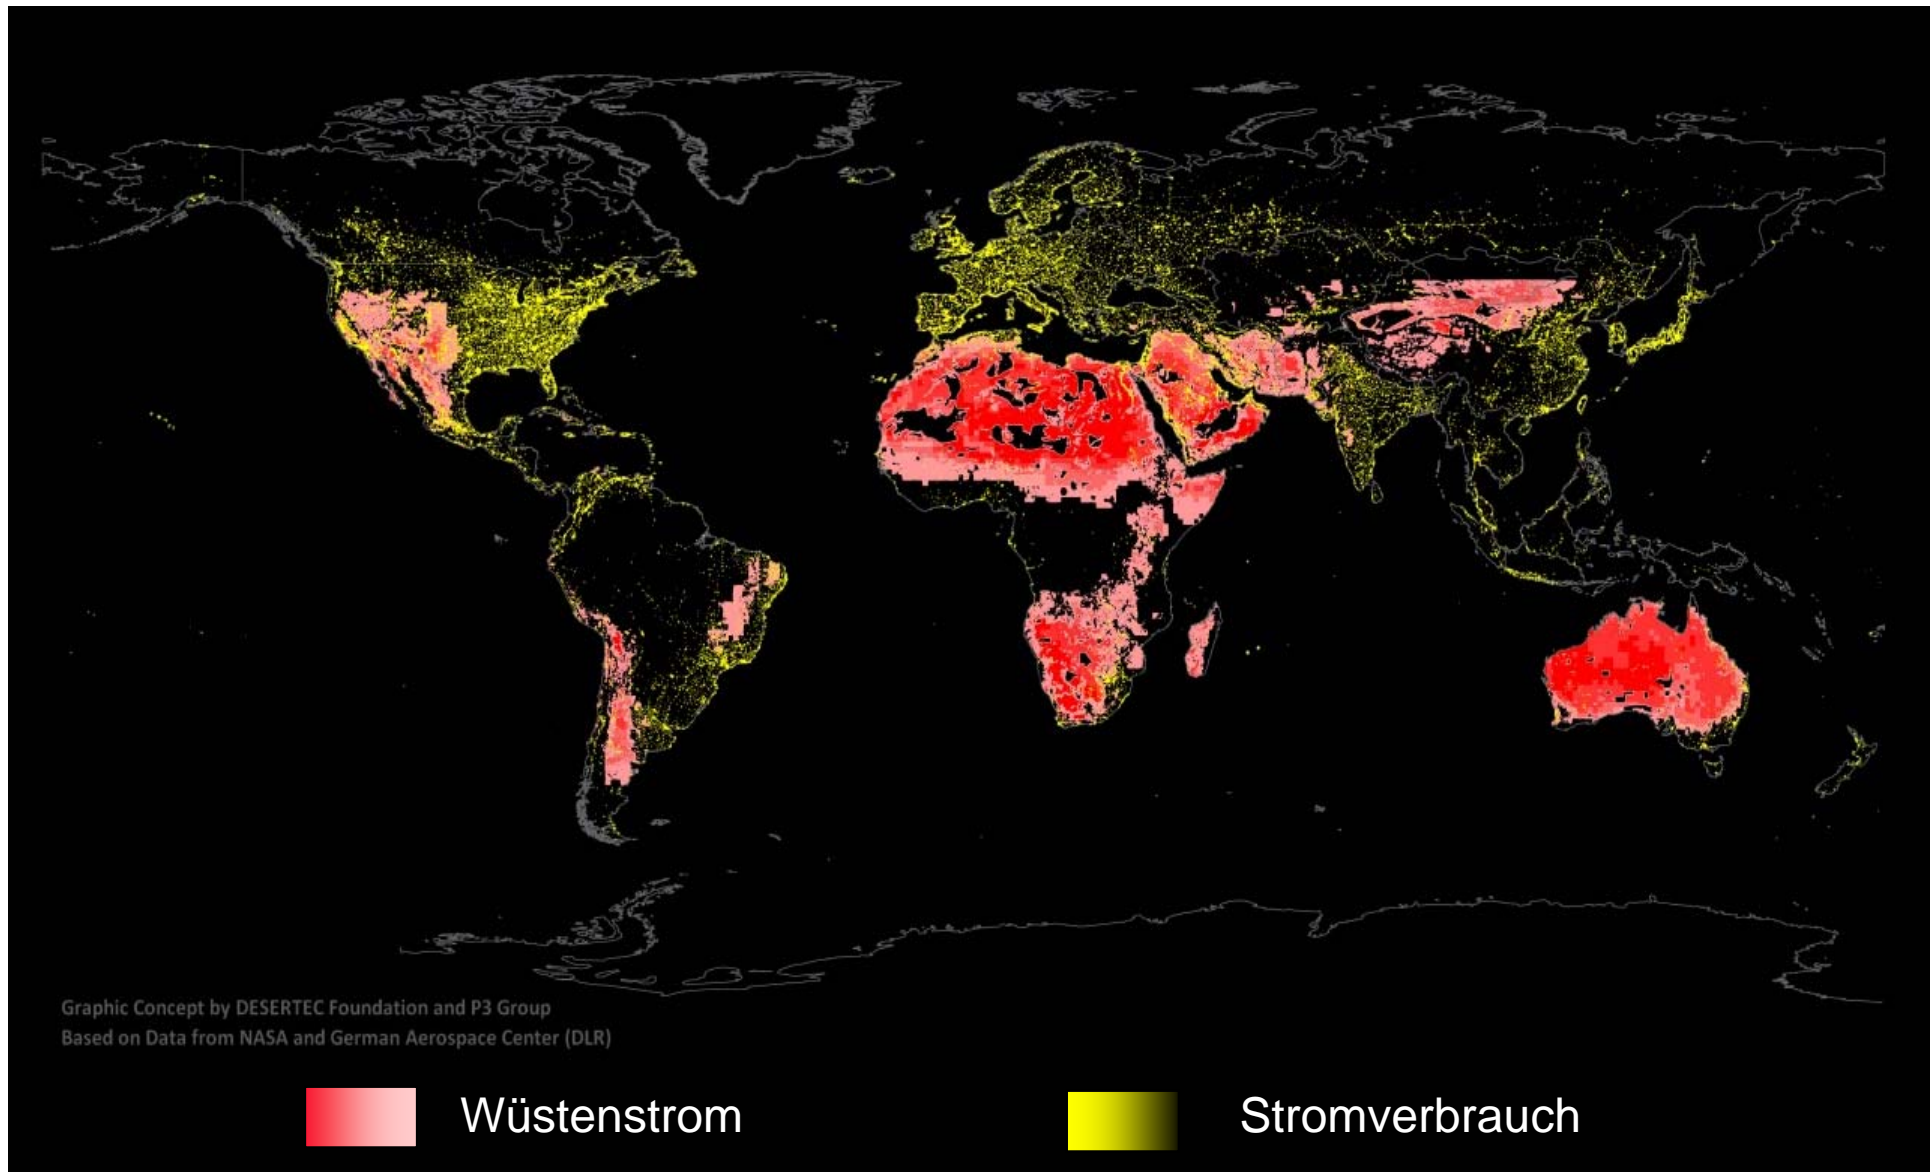 Graphic Concept by DESERTEC Foundation and P3 Group
Based on Data from NASA and German Aerospace Center (DLR)
Wüstenstrom
Stromverbrauch